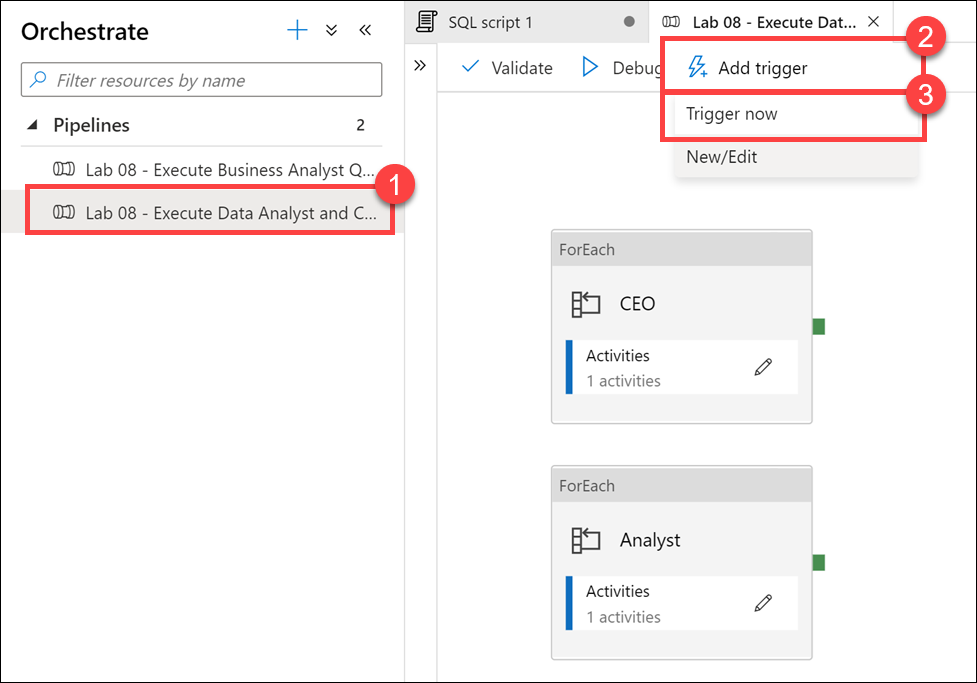 Orchestrate
Filter resources by name
Pipelines 2
Lab 08 - Execute Business Analyst Q...
1
Lab 08 - Execute Data Analyst and C...
SQL script 1
Lab 08 - Execute Dat...
2
Validate
Debug
Add trigger
3
Trigger now
New/Edit
ForEach
CEO
Activities
1 activities
ForEach
Analyst
Activities
1 activities